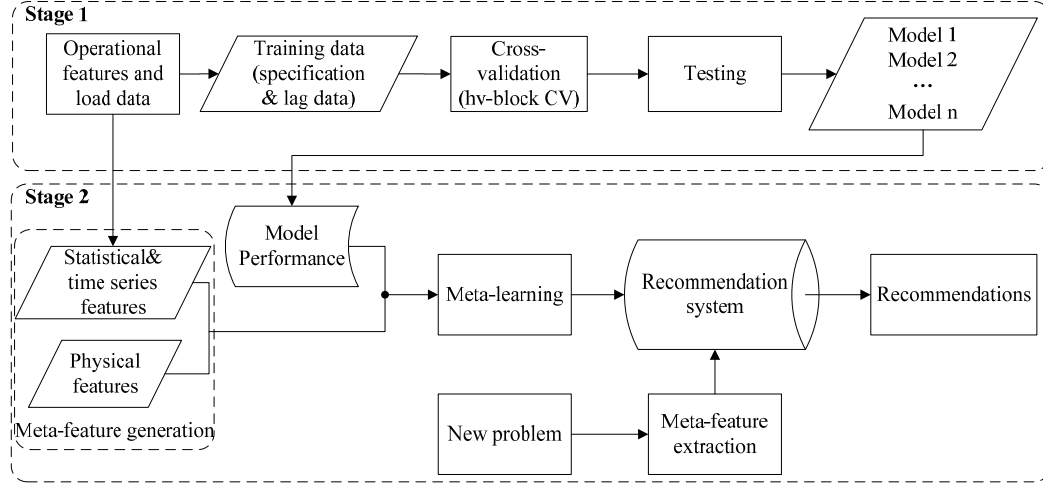 Stage 1
Operational
features and
load data
Training data
(specification
& lag data)
Cross-
validation
(hv-block CV)
Testing
Model 1
Model 2
...
Model n
Stage 2
Statistical&
time series
features
Physical
features
Meta-feature generation
Model
Performance
Meta-learning
Recommendation
system
Recommendations
New problem
Meta-feature
extraction